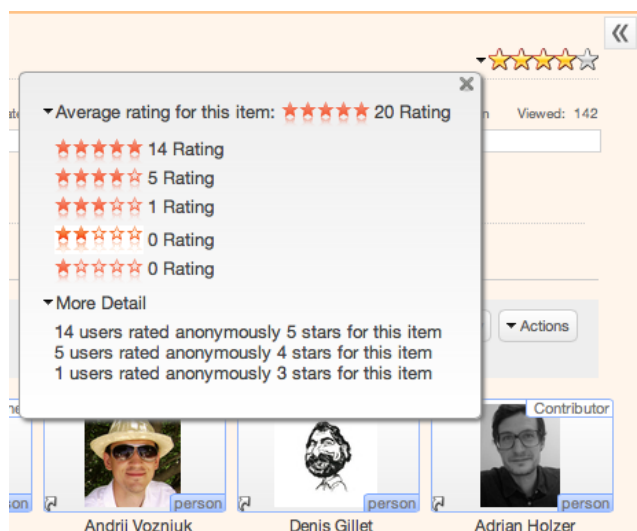 Average rating for this item: 20 Rating
Viewed: 142
14 Rating
5 Rating
1 Rating
0 Rating
0 Rating
More Detail
14 users rated anonymously 5 stars for this item
5 users rated anonymously 4 stars for this item
1 users rated anonymously 3 stars for this item
Actions
Contributor
person
person
person
Andrii Vozniuk
Denis Gillet
Adrian Holzer